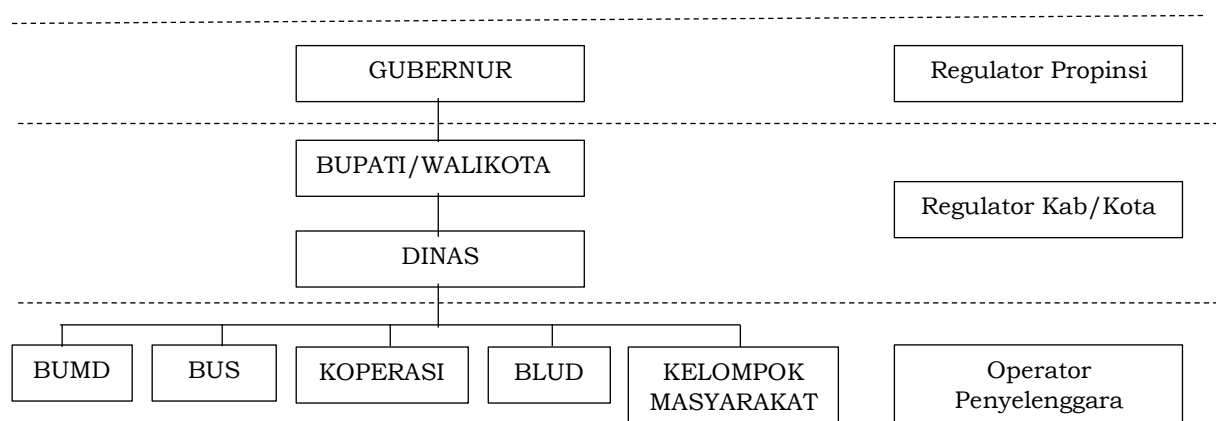 GUBERNUR
Regulator Propinsi
BUPATI/WALIKOTA
Regulator Kab/Kota
DINAS
BUMD
BUS
KOPERASI
BLUD
KELOMPOK
MASYARAKAT
Operator
Penyelenggara